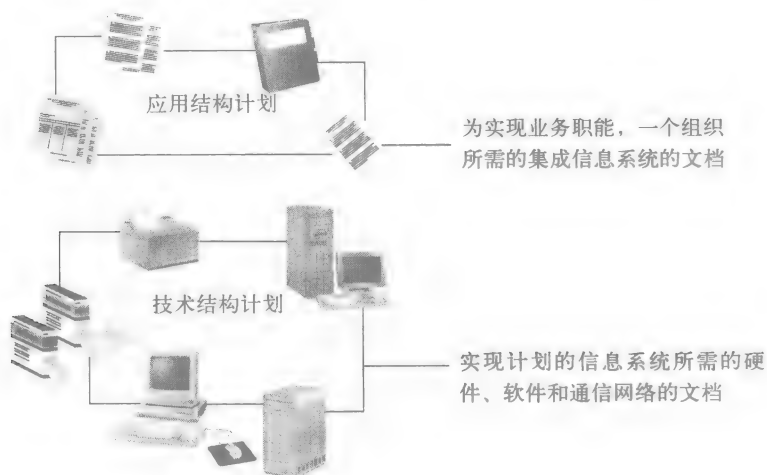 应用结构计划
为实现业务职能，一个组织
所需的集成信息系统的文档
技术结构计划
实现计划的信息系统所需的硬
件、软件和通信网络的文档